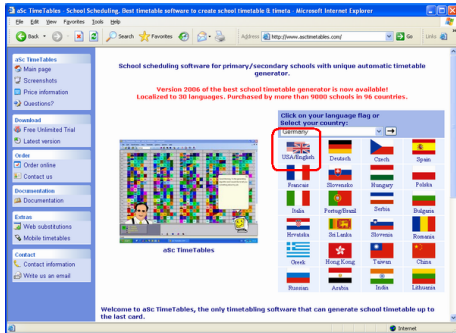 aSc TimeTables - School Scheduling, Best timetable software to create school timetable & timeta - Microsoft Internet Explorer
File Edit View Favorites Tools Help
Back Search Favorites Address http://www.asctimetables.com/ Go Links
aSc TimeTables
Main page
Screenshots
Price information
Questions?
Download
Free Unlimited Trial
Latest version
Order
Order online
Contact us
Documentation
Documentation
Extras
Web substitutions
Mobile timetables
Contact
Contact information
Write us an email
School scheduling software for primary/secondary schools with unique automatic timetable
generator.
Version 2006 of the best school timetable generator is now available!
Localized to 30 languages. Purchased by more than 9000 schools in 96 countries.
aSc TimeTables
Click on your language flag or
Select your country:
Germany
USA/English Deutsch Czech Spain
Francais Slovensko Hungary Polska
Italia Portug/Brazil Serbia Bulgaria
Hrvatska Sri Lanka Slovenia Romania
Greek Hong Kong Taiwan China
Russian Arabia India Lithuania
Welcome to aSc TimeTables, the only timetabling software that can generate school timetable up to
the last card.
Internet